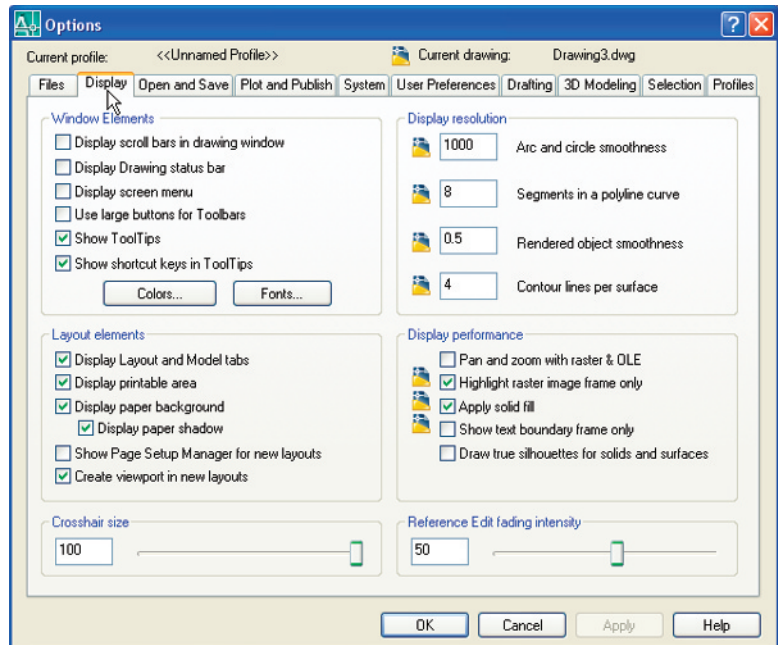 Options
Current profile: <<Unnamed Profile>> Current drawing: Drawing3.dwg
Files Display Open and Save Plot and Publish System User Preferences Drafting 3D Modeling Selection Profiles
Window Elements
Display scroll bars in drawing window
Display Drawing status bar
Display screen menu
Use large buttons for Toolbars
Show ToolTips
Show shortcut keys in ToolTips
Colors... Fonts...
Display resolution
1000 Arc and circle smoothness
8 Segments in a polyline curve
0.5 Rendered object smoothness
4 Contour lines per surface
Layout elements
Display Layout and Model tabs
Display printable area
Display paper background
Display paper shadow
Show Page Setup Manager for new layouts
Create viewport in new layouts
Display performance
Pan and zoom with raster & OLE
Highlight raster image frame only
Apply solid fill
Show text boundary frame only
Draw true silhouettes for solids and surfaces
Crosshair size
100
Reference Edit fading intensity
50
OK Cancel Apply Help